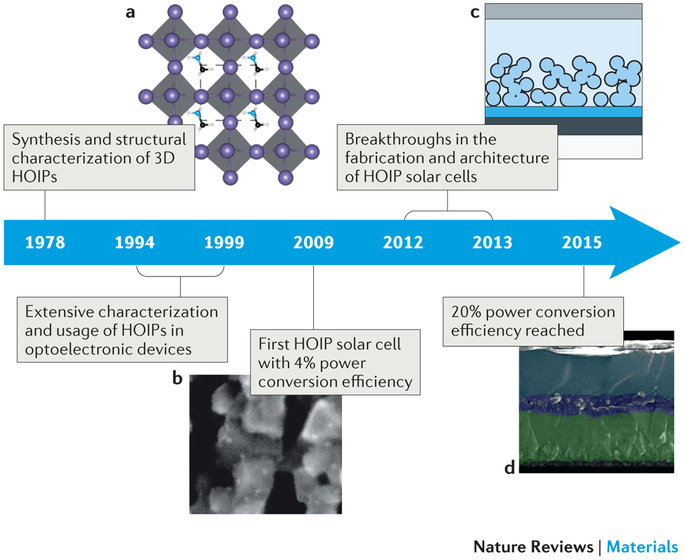 a
c
Synthesis and structural
characterization of 3D
HOIPs
Breakthroughs in the
fabrication and architecture
of HOIP solar cells
1978 1994 1999 2009 2012 2013 2015
Extensive characterization
and usage of HOIPs in
optoelectronic devices
First HOIP solar cell
with 4% power
conversion efficiency
20% power conversion
efficiency reached
b
d
Nature Reviews | Materials